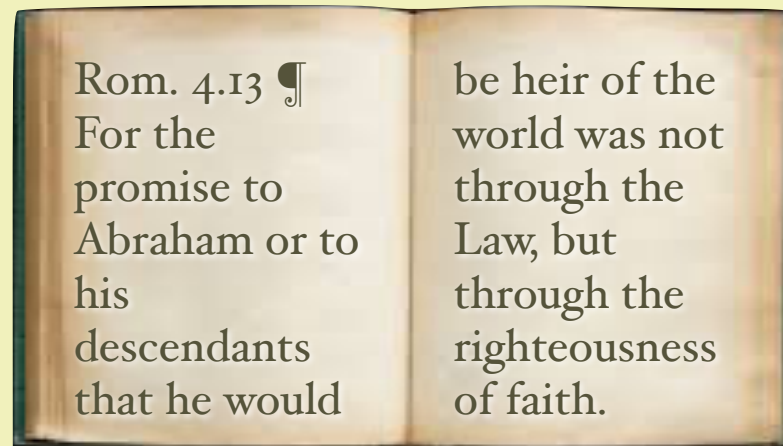 Rom. 4.13 ¶
For the
promise to
Abraham or to
his
descendants
that he would
be heir of the
world was not
through the
Law, but
through the
righteousness
of faith.